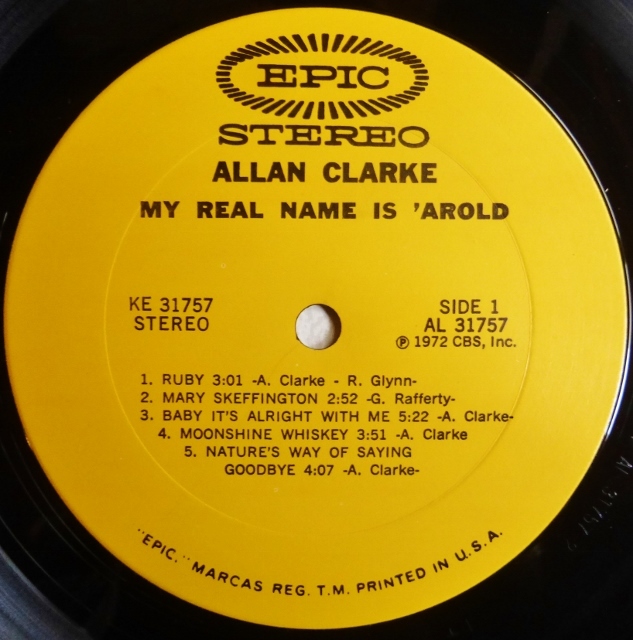 EPIC
STEREO
ALLAN CLARKE
MY REAL NAME IS 'AROLD
KE 31757
STEREO
SIDE 1
AL 31757
℗ 1972 CBS, Inc.
1. RUBY 3:01 -A. Clarke - R. Glynn-
2. MARY SKEFFINGTON 2:52 -G. Rafferty-
3. BABY IT'S ALRIGHT WITH ME 5:22 -A. Clarke-
4. MOONSHINE WHISKEY 3:51 -A. Clarke
5. NATURE'S WAY OF SAYING
GOODBYE 4:07 -A. Clarke-
"EPIC," MARCAS REG. T.M. PRINTED IN U.S.A.